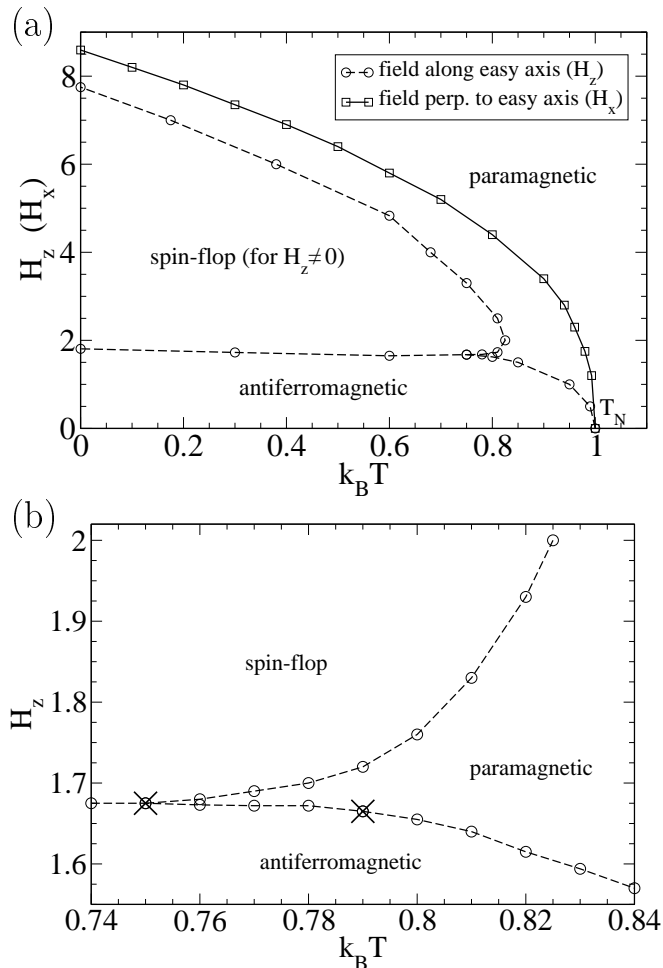 (a)
8
6
4
2
0
H_z (H_x)
field along easy axis (H_z)
field perp. to easy axis (H_x)
paramagnetic
spin-flop (for H_z≠0)
antiferromagnetic
T_N
0 0.2 0.4 0.6 0.8 1
k_BT
(b)
2
1.9
1.8
1.7
1.6
H_z
spin-flop
paramagnetic
antiferromagnetic
0.74 0.76 0.78 0.8 0.82 0.84
k_BT